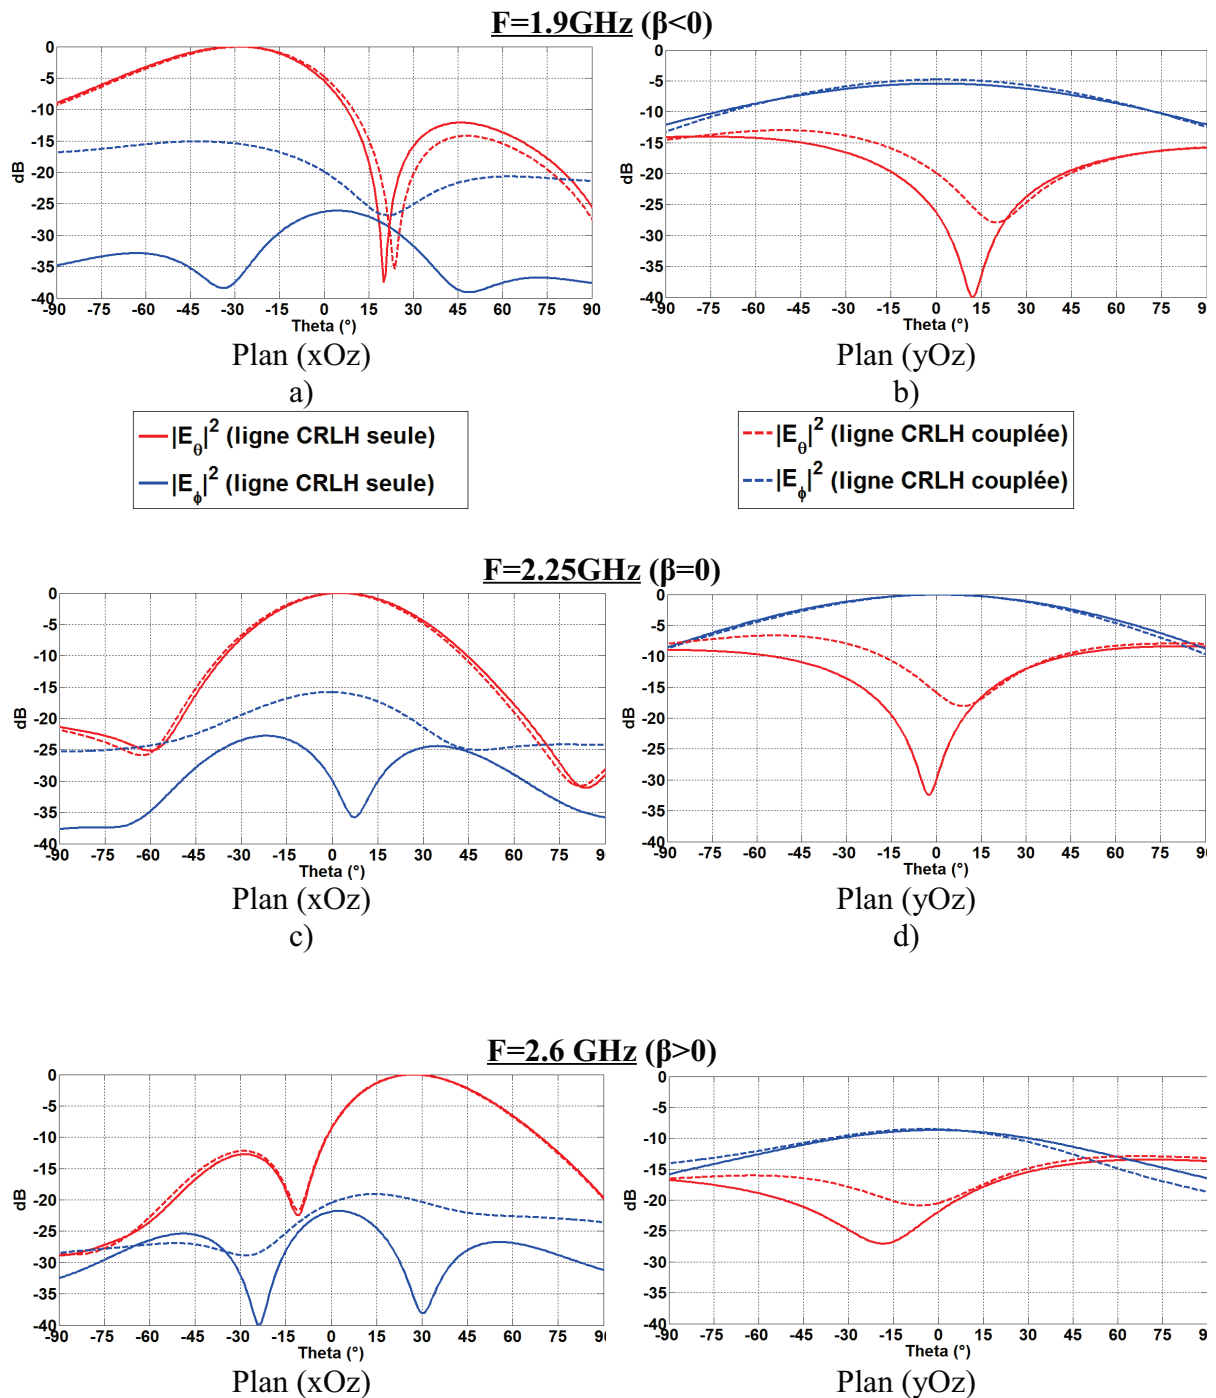 F=1.9GHz (β<0)
0
-5
-10
-15
-20
-25
-30
-35
-40
dB
-90 -75 -60 -45 -30 -15 0 15 30 45 60 75 90
Theta (°)
Plan (xOz)
a)
0
-5
-10
-15
-20
-25
-30
-35
-40
dB
-90 -75 -60 -45 -30 -15 0 15 30 45 60 75 90
Theta (°)
Plan (yOz)
b)
|E_θ|^2 (ligne CRLH seule)
|E_ϕ|^2 (ligne CRLH seule)
|E_θ|^2 (ligne CRLH couplée)
|E_ϕ|^2 (ligne CRLH couplée)
F=2.25GHz (β=0)
0
-5
-10
-15
-20
-25
-30
-35
-40
dB
-90 -75 -60 -45 -30 -15 0 15 30 45 60 75 90
Theta (°)
Plan (xOz)
c)
0
-5
-10
-15
-20
-25
-30
-35
-40
dB
-90 -75 -60 -45 -30 -15 0 15 30 45 60 75 90
Theta (°)
Plan (yOz)
d)
F=2.6 GHz (β>0)
0
-5
-10
-15
-20
-25
-30
-35
-40
dB
-90 -75 -60 -45 -30 -15 0 15 30 45 60 75 90
Theta (°)
Plan (xOz)
0
-5
-10
-15
-20
-25
-30
-35
-40
dB
-90 -75 -60 -45 -30 -15 0 15 30 45 60 75 90
Theta (°)
Plan (yOz)